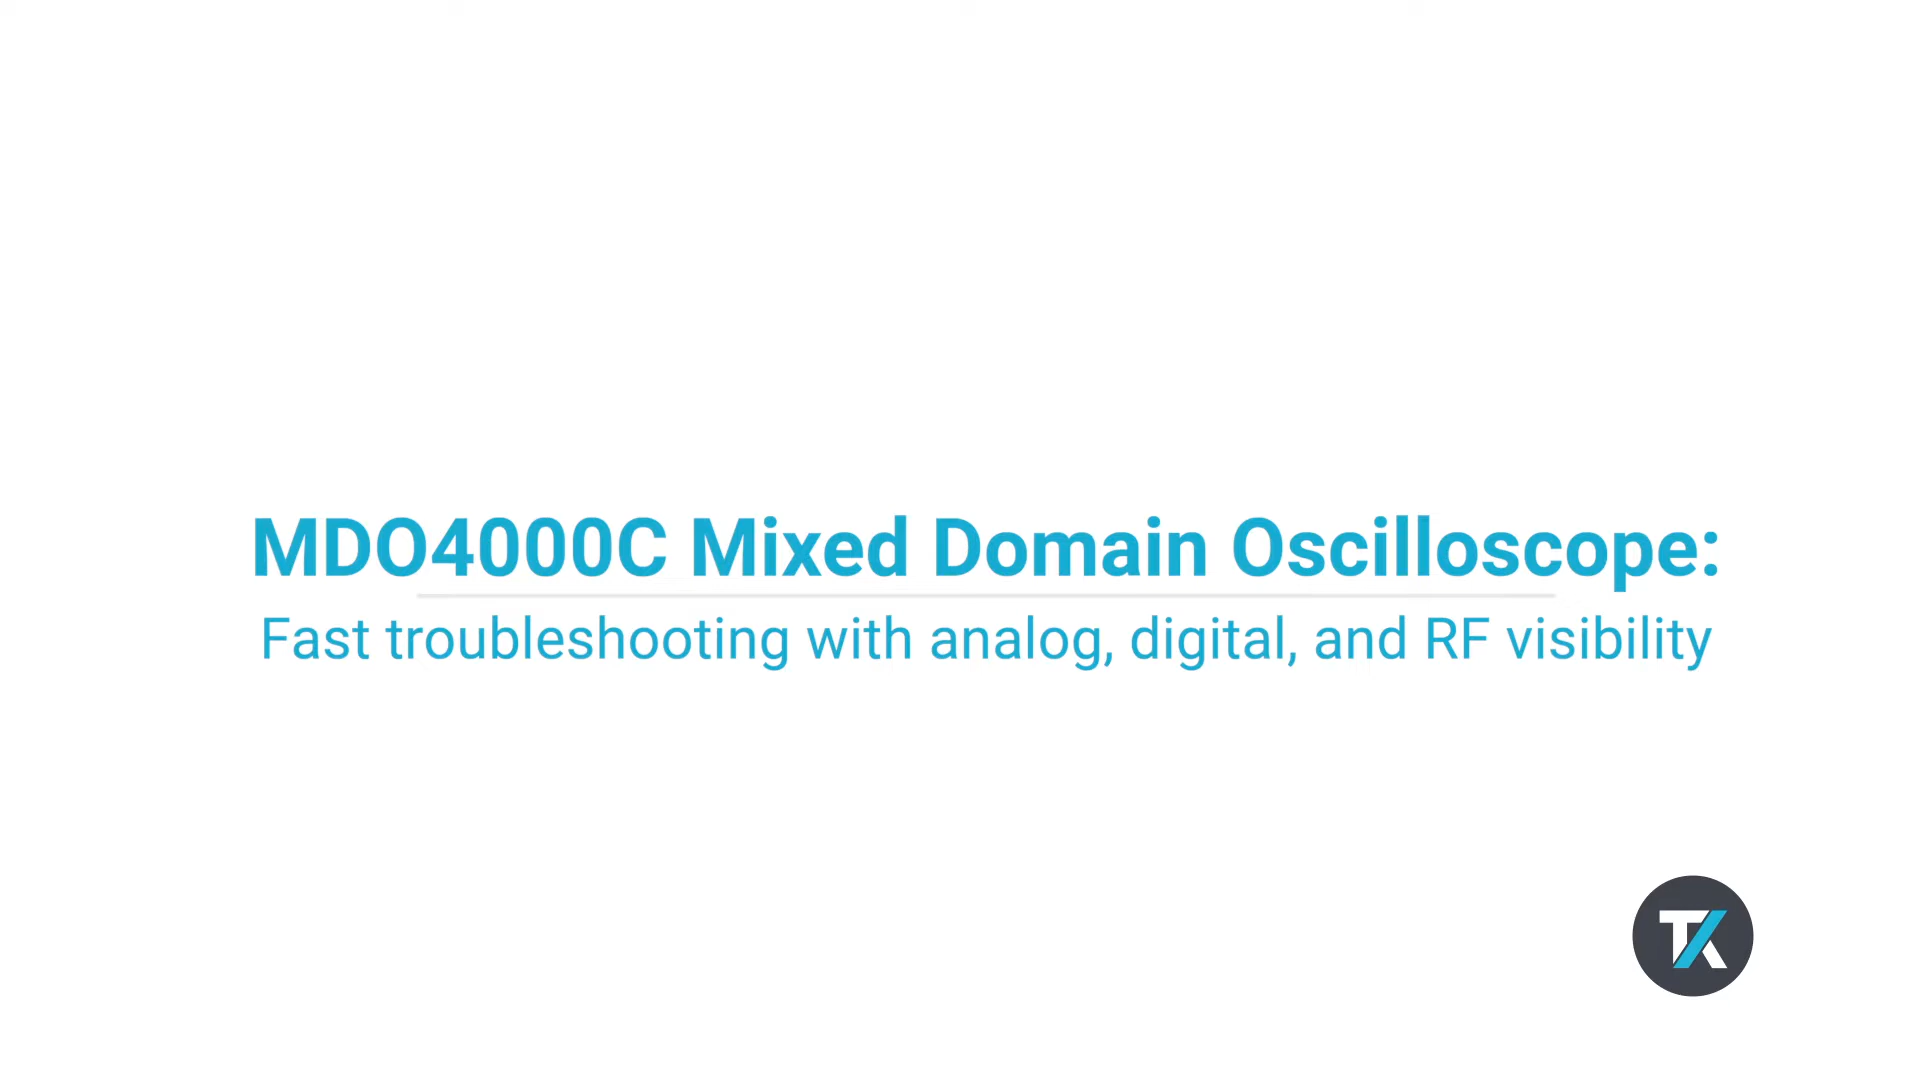 MDO4000C Mixed Domain Oscilloscope:
Fast troubleshooting with analog, digital, and RF visibility
TK